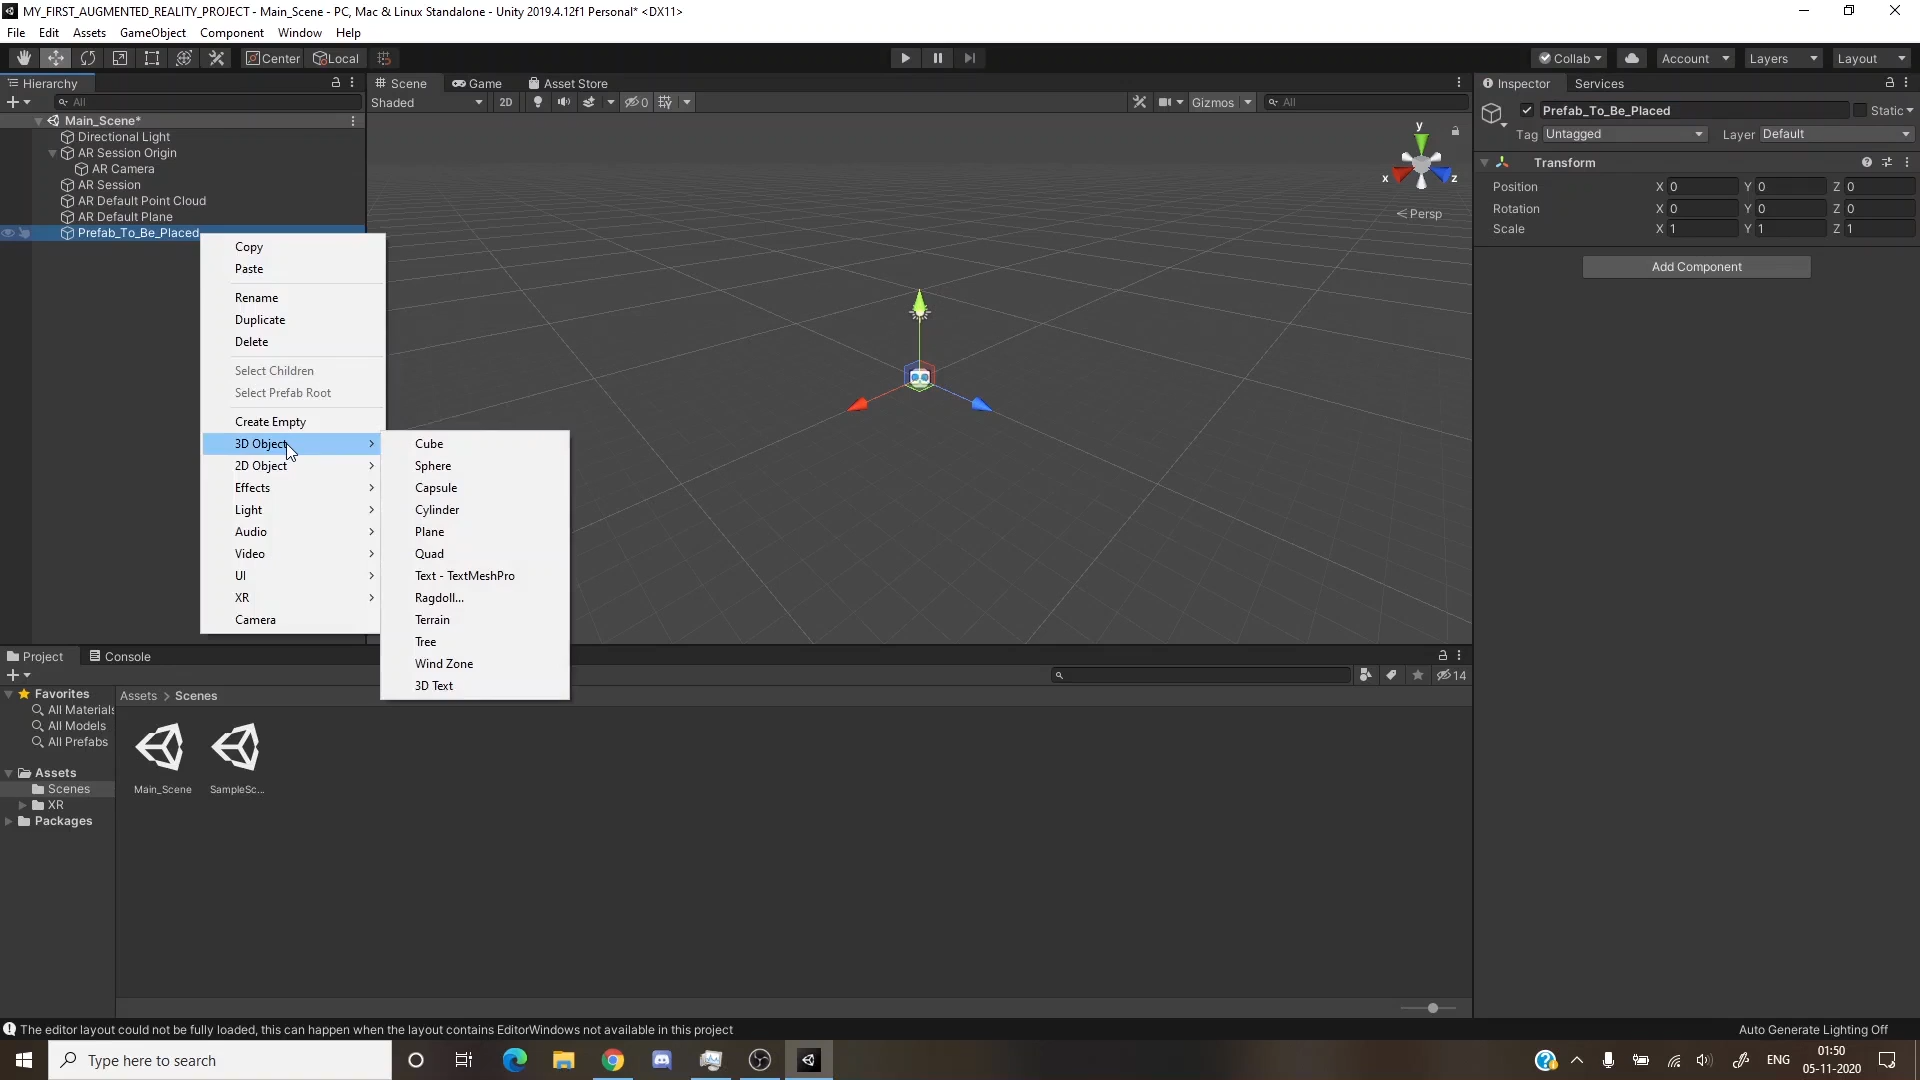 MY_FIRST_AUGMENTED_REALITY_PROJECT - Main_Scene - PC, Mac & Linux Standalone - Unity 2019.4.12f1 Personal* <DX11>
File Edit Assets GameObject Component Window Help
Center Local Collab Account Layers Layout
Hierarchy Scene Game Asset Store Inspector Services
All Shaded 2D 0 Gizmos All
Prefab_To_Be_Placed Static
Main_Scene*
Tag Untagged Layer Default
Directional Light
AR Session Origin
Transform
AR Camera
AR Session
Position X 0 Y 0 Z 0
AR Default Point Cloud
Rotation X 0 Y 0 Z 0
AR Default Plane
Scale X 1 Y 1 Z 1
Prefab_To_Be_Placed
y
x z
< Persp
Add Component
Copy
Paste
Rename
Duplicate
Delete
Select Children
Select Prefab Root
Create Empty
3D Object
2D Object
Effects
Light
Audio
Video
UI
XR
Camera
Cube
Sphere
Capsule
Cylinder
Plane
Quad
Text - TextMeshPro
Ragdoll...
Terrain
Tree
Wind Zone
3D Text
Project Console
14
Favorites
All Materials
All Models
All Prefabs
Assets
Scenes
XR
Packages
Assets > Scenes
Main_Scene SampleSc...
The editor layout could not be fully loaded, this can happen when the layout contains EditorWindows not available in this project
Auto Generate Lighting Off
Type here to search
ENG
01:50
05-11-2020